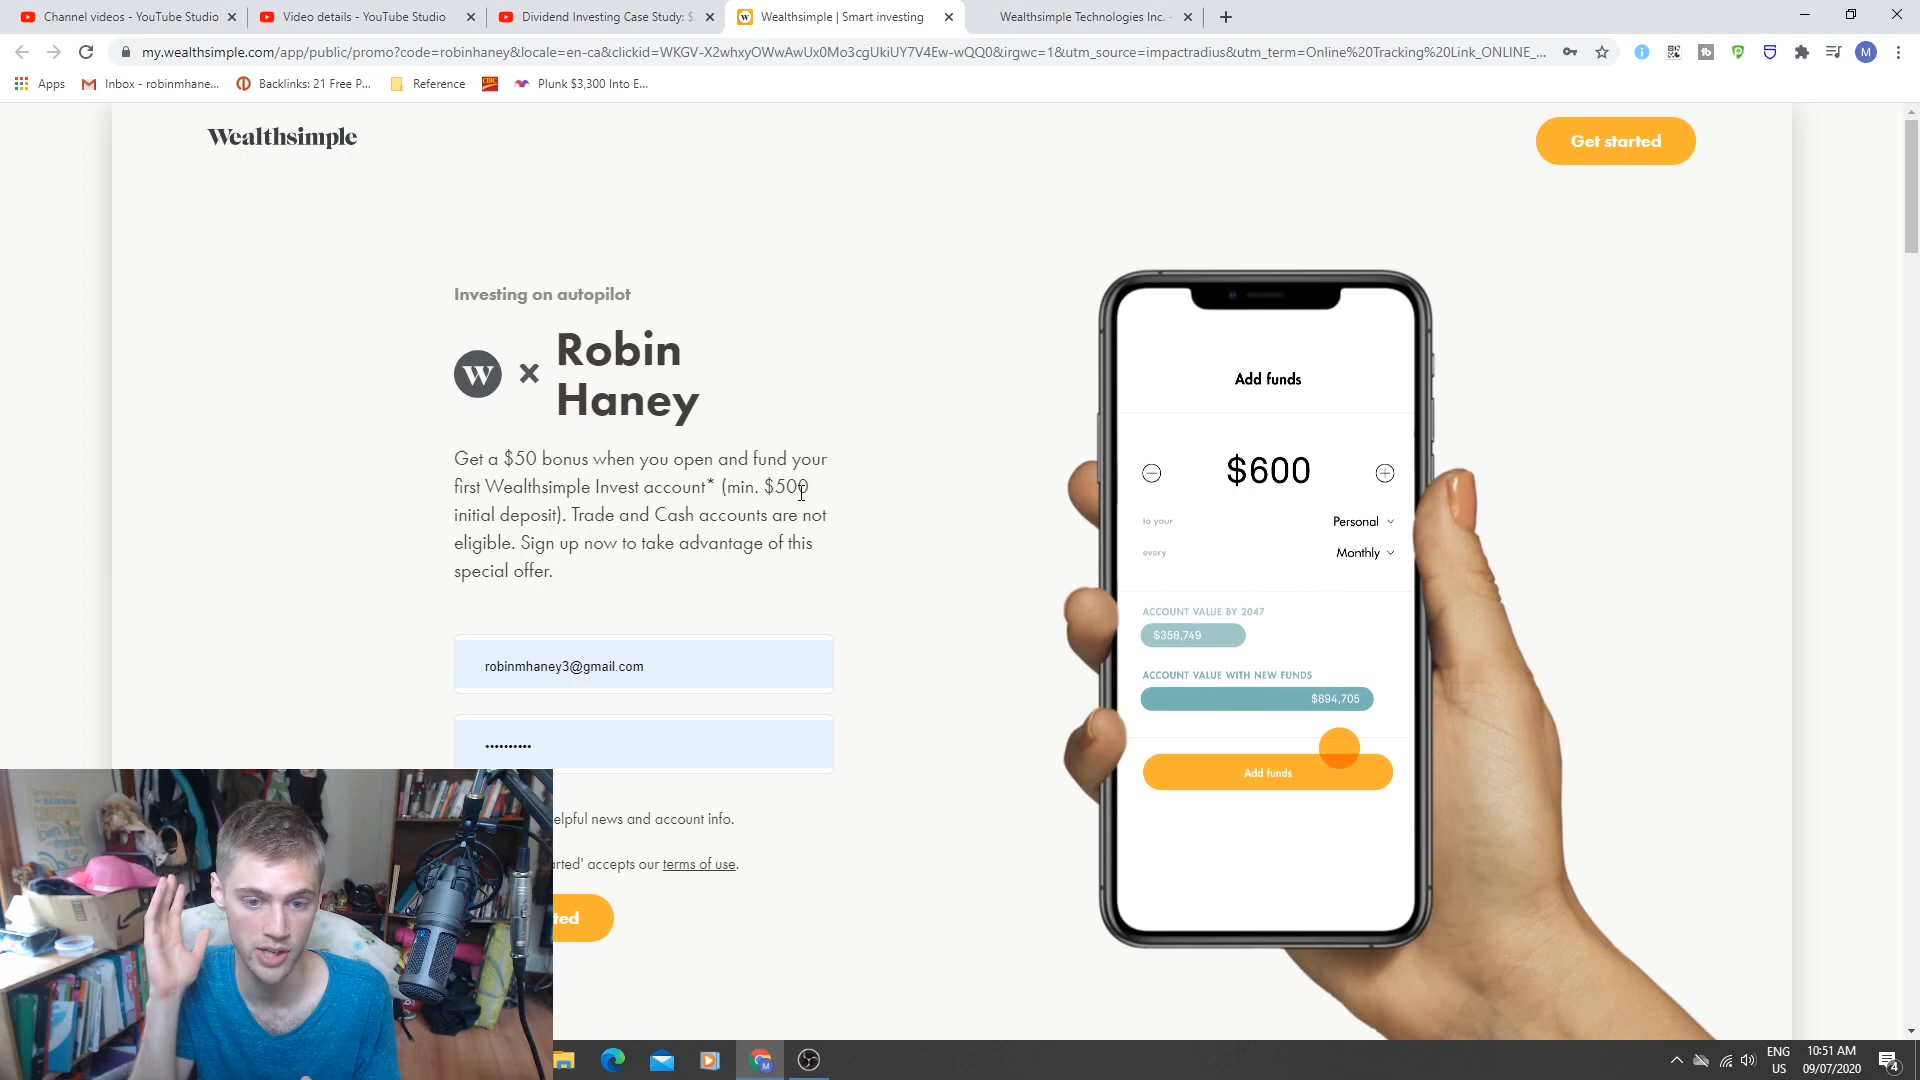 Channel videos - YouTube Studio
Video details - YouTube Studio
Dividend Investing Case Study: $
Wealthsimple | Smart investing
Wealthsimple Technologies Inc. -
my.wealthsimple.com/app/public/promo?code=robinhaney&locale=en-ca&clickid=WKGV-X2whxyOWwAwUx0Mo3cgUkiUY7V4Ew-wQQ0&irgwc=1&utm_source=impactradius&utm_term=Online%20Tracking%20Link_ONLINE_...
M
Apps
Inbox - robinmhane...
Backlinks: 21 Free P...
Reference
CIBC
Plunk $3,300 Into E...
Wealthsimple
Get started
Investing on autopilot
W × Robin
Haney
Get a $50 bonus when you open and fund your
first Wealthsimple Invest account* (min. $500
initial deposit). Trade and Cash accounts are not
eligible. Sign up now to take advantage of this
special offer.
robinmhaney3@gmail.com
••••••••••
elpful news and account info.
arted' accepts our terms of use.
ted
Add funds
$600
to your
Personal
every
Monthly
ACCOUNT VALUE BY 2047
$358,749
ACCOUNT VALUE WITH NEW FUNDS
$894,705
Add funds
ENG
US
10:51 AM
09/07/2020
4